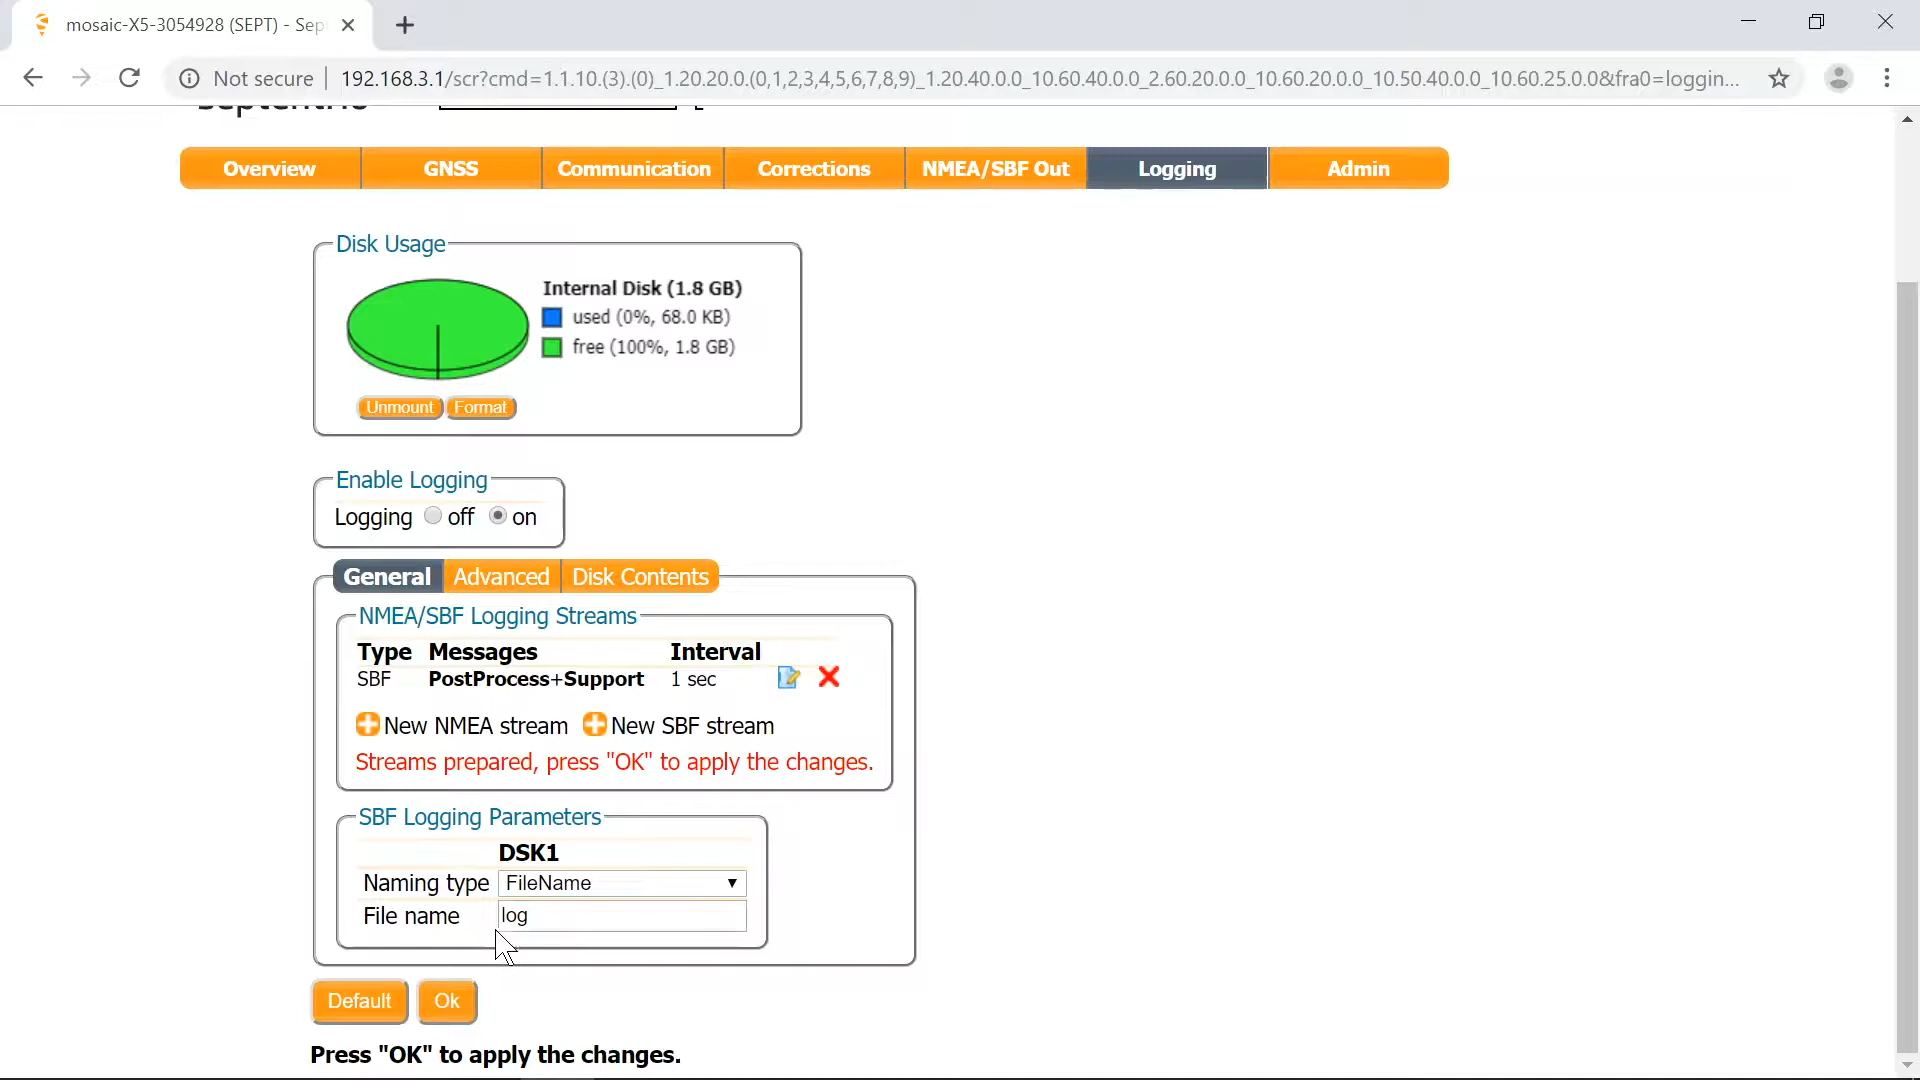 mosaic-X5-3054928 (SEPT) - Sep
Not secure | 192.168.3.1/scr?cmd=1.1.10.(3).(0)_1.20.20.0.(0,1,2,3,4,5,6,7,8,9)_1.20.40.0.0_10.60.40.0.0_2.60.20.0.0_10.60.20.0.0_10.50.40.0.0_10.60.25.0.0&fra0=loggin...
septentrio
Overview GNSS Communication Corrections NMEA/SBF Out Logging Admin
Disk Usage
Internal Disk (1.8 GB)
used (0%, 68.0 KB)
free (100%, 1.8 GB)
Unmount Format
Enable Logging
Logging off on
General Advanced Disk Contents
NMEA/SBF Logging Streams
Type Messages Interval
SBF PostProcess+Support 1 sec
New NMEA stream New SBF stream
Streams prepared, press "OK" to apply the changes.
SBF Logging Parameters
DSK1
Naming type FileName
File name log
Default Ok
Press "OK" to apply the changes.